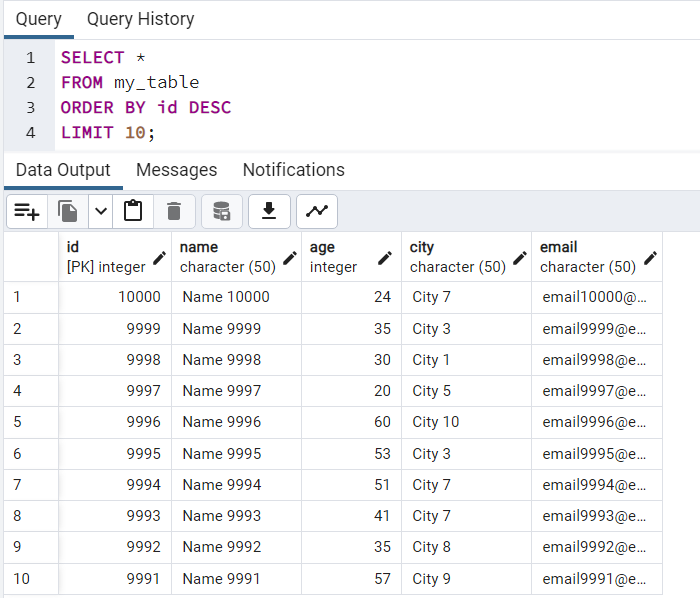 Query Query History
1 SELECT *
2 FROM my_table
3 ORDER BY id DESC
4 LIMIT 10;
Data Output Messages Notifications
id name age city email
[PK] integer character (50) integer character (50) character (50)
1 10000 Name 10000 24 City 7 email10000@e...
2 9999 Name 9999 35 City 3 email9999@e...
3 9998 Name 9998 30 City 1 email9998@e...
4 9997 Name 9997 20 City 5 email9997@e...
5 9996 Name 9996 60 City 10 email9996@e...
6 9995 Name 9995 53 City 3 email9995@e...
7 9994 Name 9994 51 City 7 email9994@e...
8 9993 Name 9993 41 City 7 email9993@e...
9 9992 Name 9992 35 City 8 email9992@e...
10 9991 Name 9991 57 City 9 email9991@e...